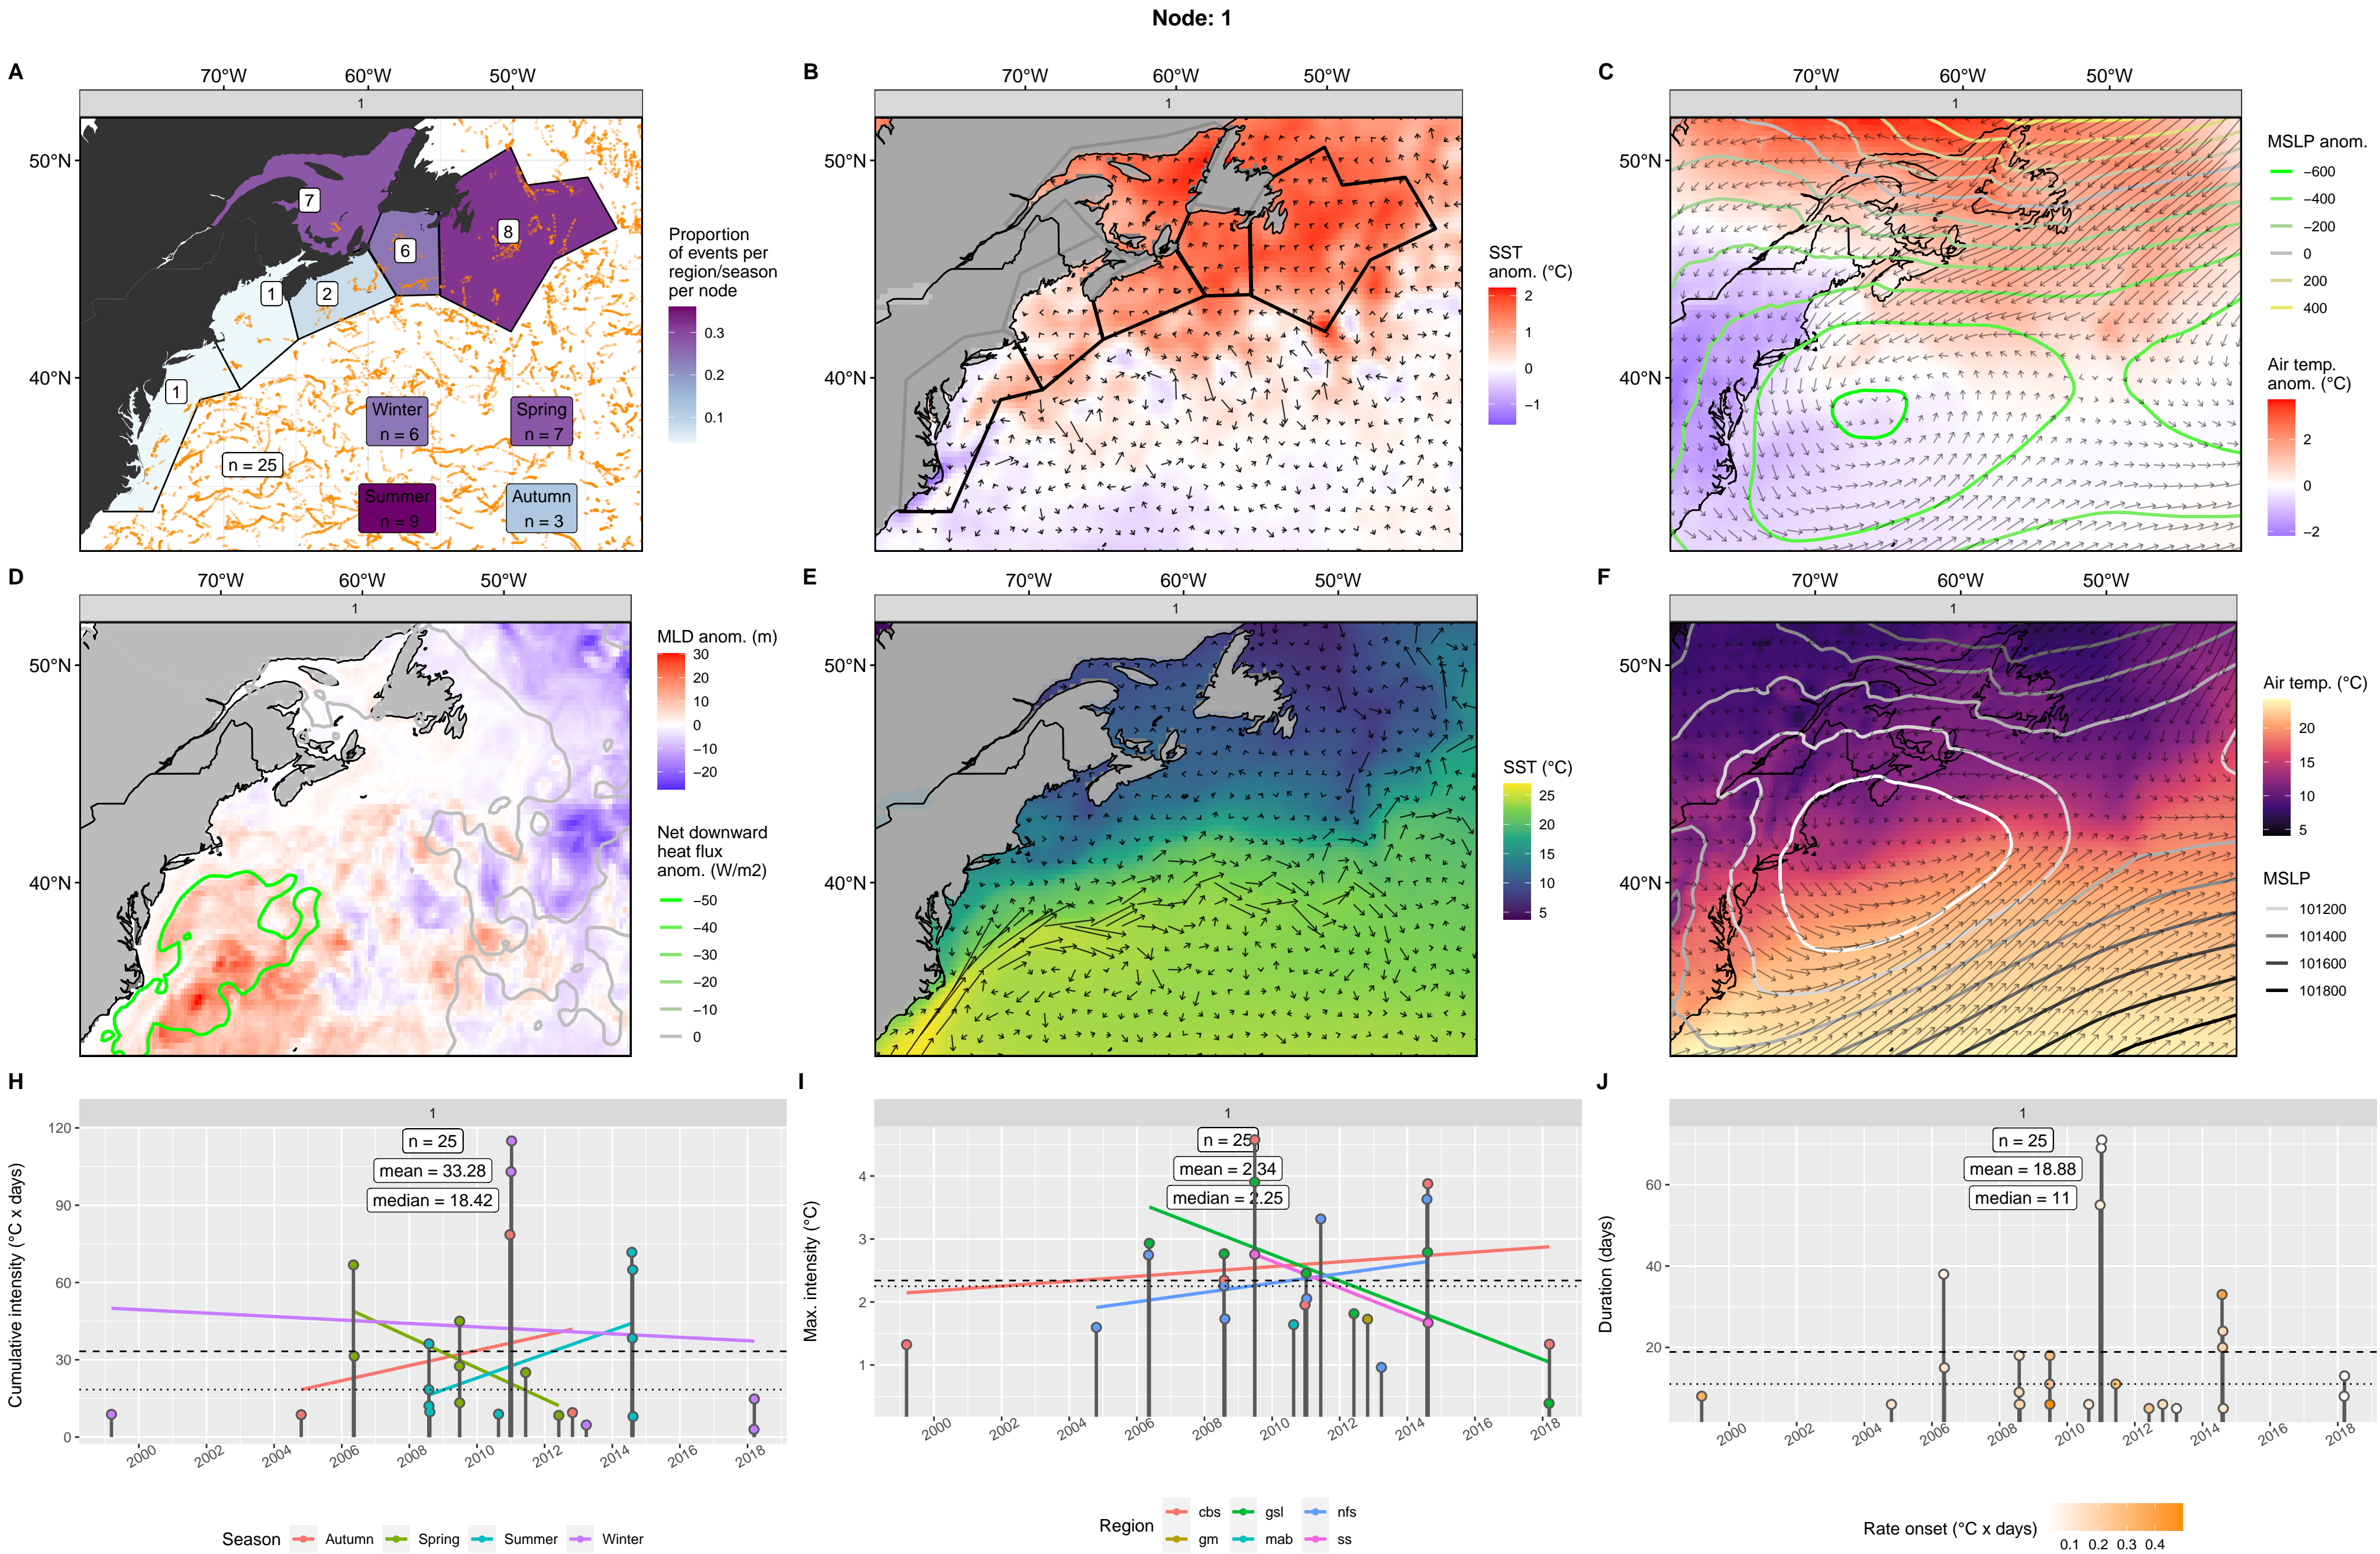 Node: 1
A
70°W 60°W 50°W
1
50°N
40°N
7
8
6
1
2
1
Winter
n = 6
Spring
n = 7
n = 25
Summer
n = 9
Autumn
n = 3
Proportion
of events per
region/season
per node
0.3
0.2
0.1
B
70°W 60°W 50°W
1
50°N
40°N
SST
anom. (°C)
2
1
0
−1
C
70°W 60°W 50°W
1
50°N
40°N
MSLP anom.
−600
−400
−200
0
200
400
Air temp.
anom. (°C)
2
0
−2
D
70°W 60°W 50°W
1
50°N
40°N
MLD anom. (m)
30
20
10
0
−10
−20
Net downward
heat flux
anom. (W/m2)
−50
−40
−30
−20
−10
0
E
70°W 60°W 50°W
1
50°N
40°N
SST (°C)
25
20
15
10
5
F
70°W 60°W 50°W
1
50°N
40°N
Air temp. (°C)
20
15
10
5
MSLP
101200
101400
101600
101800
H
1
Cumulative intensity (°C x days)
120
90
60
30
0
n = 25
mean = 33.28
median = 18.42
2000 2002 2004 2006 2008 2010 2012 2014 2016 2018
Season Autumn Spring Summer Winter
I
1
Max. intensity (°C)
4
3
2
1
n = 25
mean = 2.34
median = 2.25
2000 2002 2004 2006 2008 2010 2012 2014 2016 2018
Region cbs gsl nfs
gm mab ss
J
1
Duration (days)
60
40
20
n = 25
mean = 18.88
median = 11
2000 2002 2004 2006 2008 2010 2012 2014 2016 2018
Rate onset (°C x days)
0.1 0.2 0.3 0.4